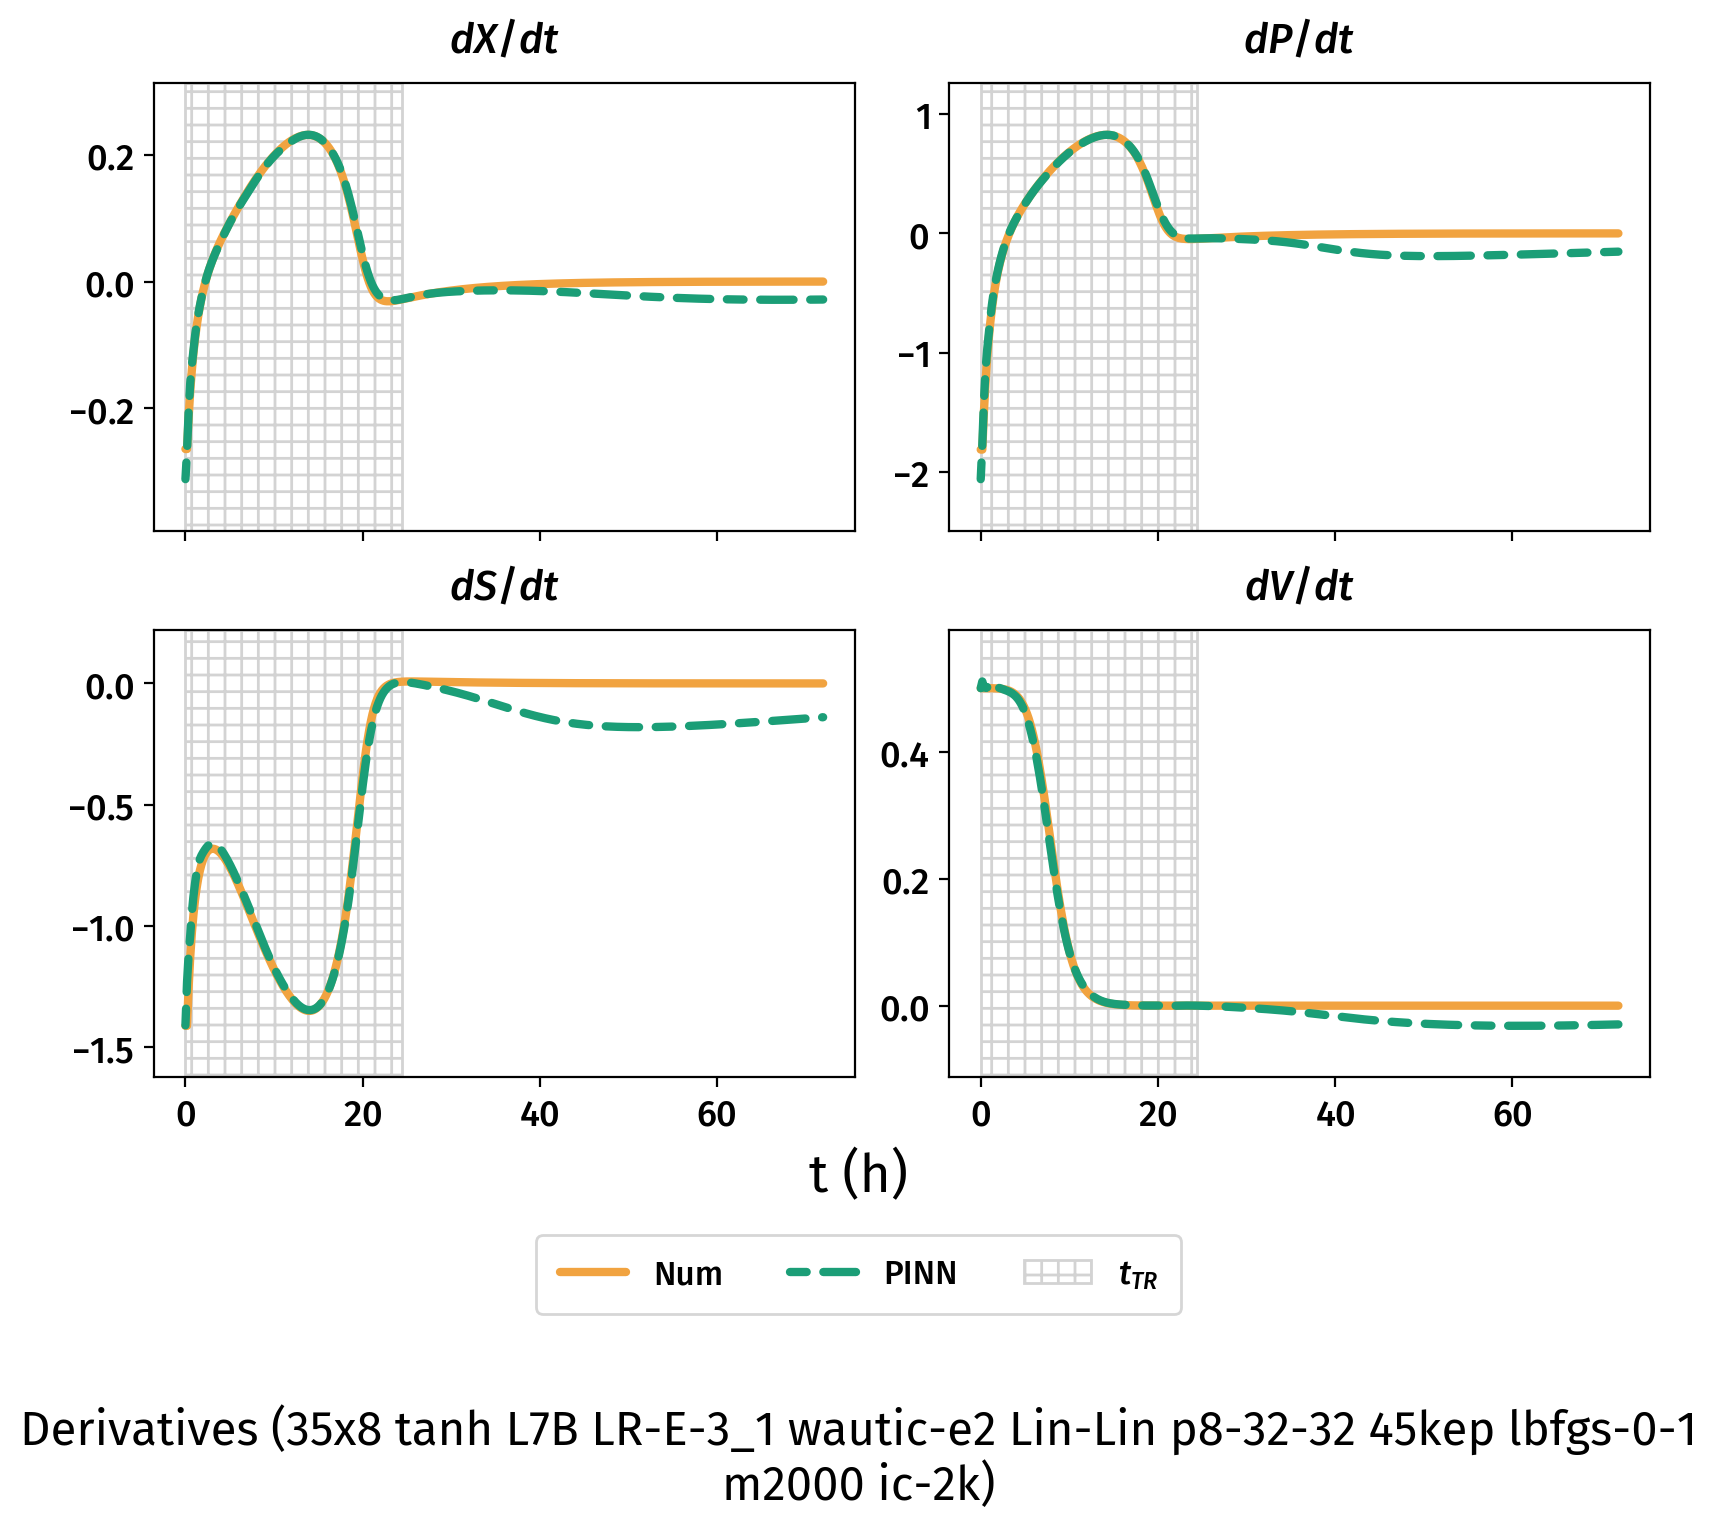 dX/dt
dP/dt
0.2
0.0
−0.2
1
0
−1
−2
dS/dt
dV/dt
0.0
−0.5
−1.0
−1.5
0.4
0.2
0.0
0 20 40 60
0 20 40 60
t (h)
Num PINN tTR
Derivatives (35x8 tanh L7B LR-E-3_1 wautic-e2 Lin-Lin p8-32-32 45kep lbfgs-0-1
m2000 ic-2k)